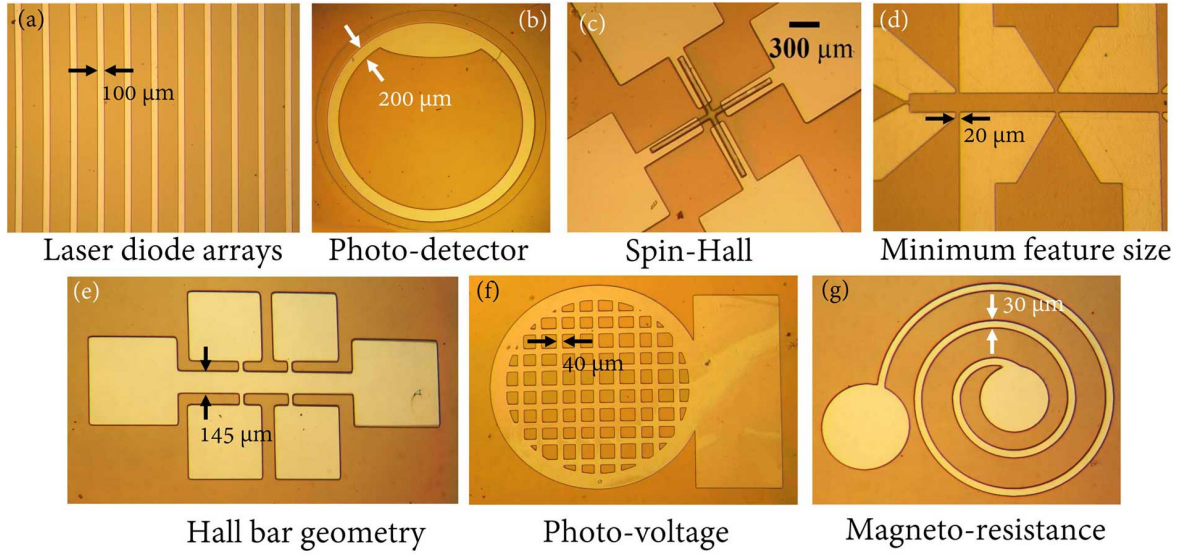 (a)
100 μm
Laser diode arrays
(b)
200 μm
Photo-detector
(c)
300 μm
Spin-Hall
(d)
20 μm
Minimum feature size
(e)
145 μm
Hall bar geometry
(f)
40 μm
Photo-voltage
(g)
30 μm
Magneto-resistance